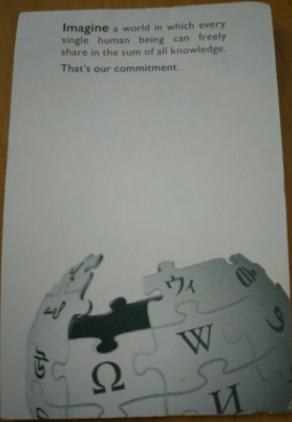 Imagine a world in which every
single human being can freely
share in the sum of all knowledge.
That's our commitment.
ウィ
W
Ω
И